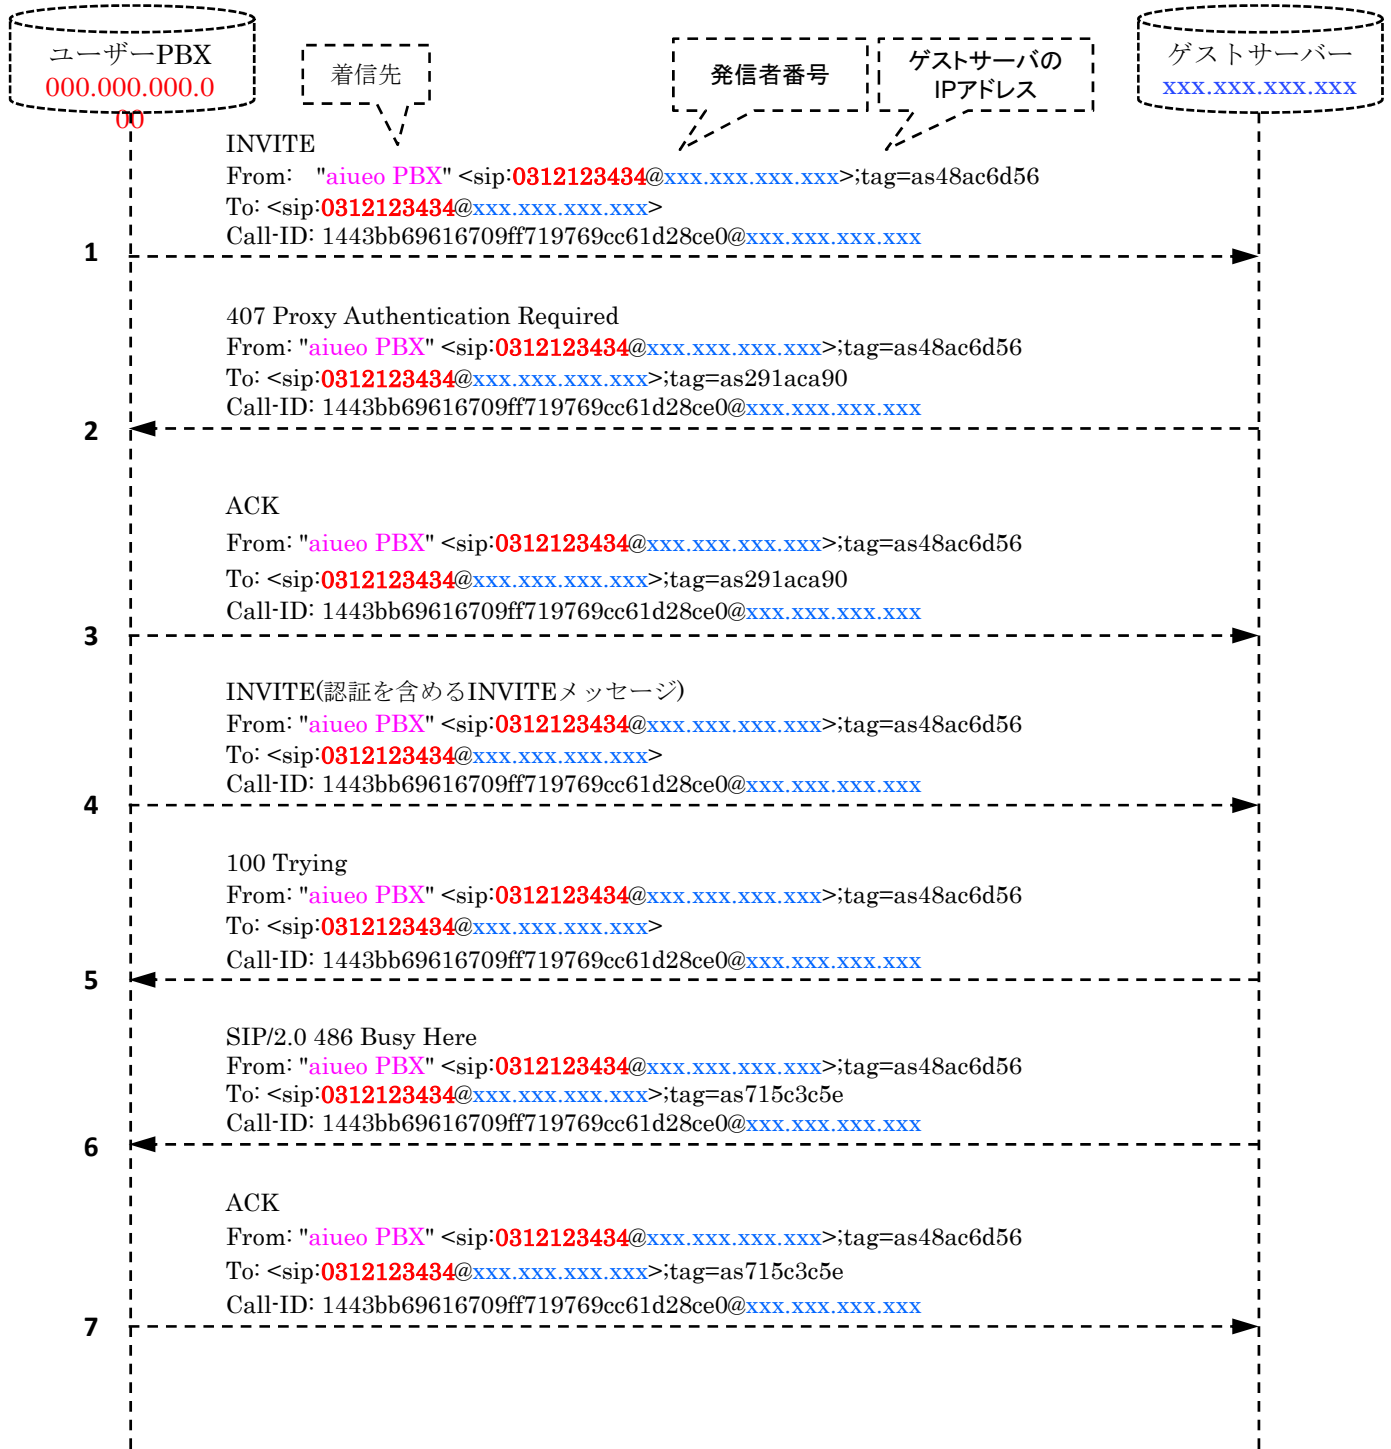 ユーザーPBX
000.000.000.0
00
着信先
発信者番号
ゲストサーバの
IPアドレス
ゲストサーバー
xxx.xxx.xxx.xxx
INVITE
From: "aiueo PBX" <sip:0312123434@xxx.xxx.xxx.xxx>;tag=as48ac6d56
To: <sip:0312123434@xxx.xxx.xxx.xxx>
Call-ID: 1443bb69616709ff719769cc61d28ce0@xxx.xxx.xxx.xxx
1
407 Proxy Authentication Required
From: "aiueo PBX" <sip:0312123434@xxx.xxx.xxx.xxx>;tag=as48ac6d56
To: <sip:0312123434@xxx.xxx.xxx.xxx>;tag=as291aca90
Call-ID: 1443bb69616709ff719769cc61d28ce0@xxx.xxx.xxx.xxx
2
ACK
From: "aiueo PBX" <sip:0312123434@xxx.xxx.xxx.xxx>;tag=as48ac6d56
To: <sip:0312123434@xxx.xxx.xxx.xxx>;tag=as291aca90
Call-ID: 1443bb69616709ff719769cc61d28ce0@xxx.xxx.xxx.xxx
3
INVITE(認証を含めるINVITEメッセージ)
From: "aiueo PBX" <sip:0312123434@xxx.xxx.xxx.xxx>;tag=as48ac6d56
To: <sip:0312123434@xxx.xxx.xxx.xxx>
Call-ID: 1443bb69616709ff719769cc61d28ce0@xxx.xxx.xxx.xxx
4
100 Trying
From: "aiueo PBX" <sip:0312123434@xxx.xxx.xxx.xxx>;tag=as48ac6d56
To: <sip:0312123434@xxx.xxx.xxx.xxx>
Call-ID: 1443bb69616709ff719769cc61d28ce0@xxx.xxx.xxx.xxx
5
SIP/2.0 486 Busy Here
From: "aiueo PBX" <sip:0312123434@xxx.xxx.xxx.xxx>;tag=as48ac6d56
To: <sip:0312123434@xxx.xxx.xxx.xxx>;tag=as715c3c5e
Call-ID: 1443bb69616709ff719769cc61d28ce0@xxx.xxx.xxx.xxx
6
ACK
From: "aiueo PBX" <sip:0312123434@xxx.xxx.xxx.xxx>;tag=as48ac6d56
To: <sip:0312123434@xxx.xxx.xxx.xxx>;tag=as715c3c5e
Call-ID: 1443bb69616709ff719769cc61d28ce0@xxx.xxx.xxx.xxx
7